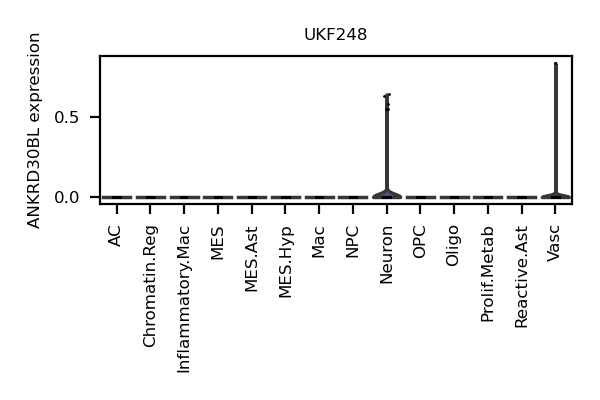 UKF248
ANKRD30BL expression
0.5
0.0
AC
Chromatin.Reg
Inflammatory.Mac
MES
MES.Ast
MES.Hyp
Mac
NPC
Neuron
OPC
Oligo
Prolif.Metab
Reactive.Ast
Vasc